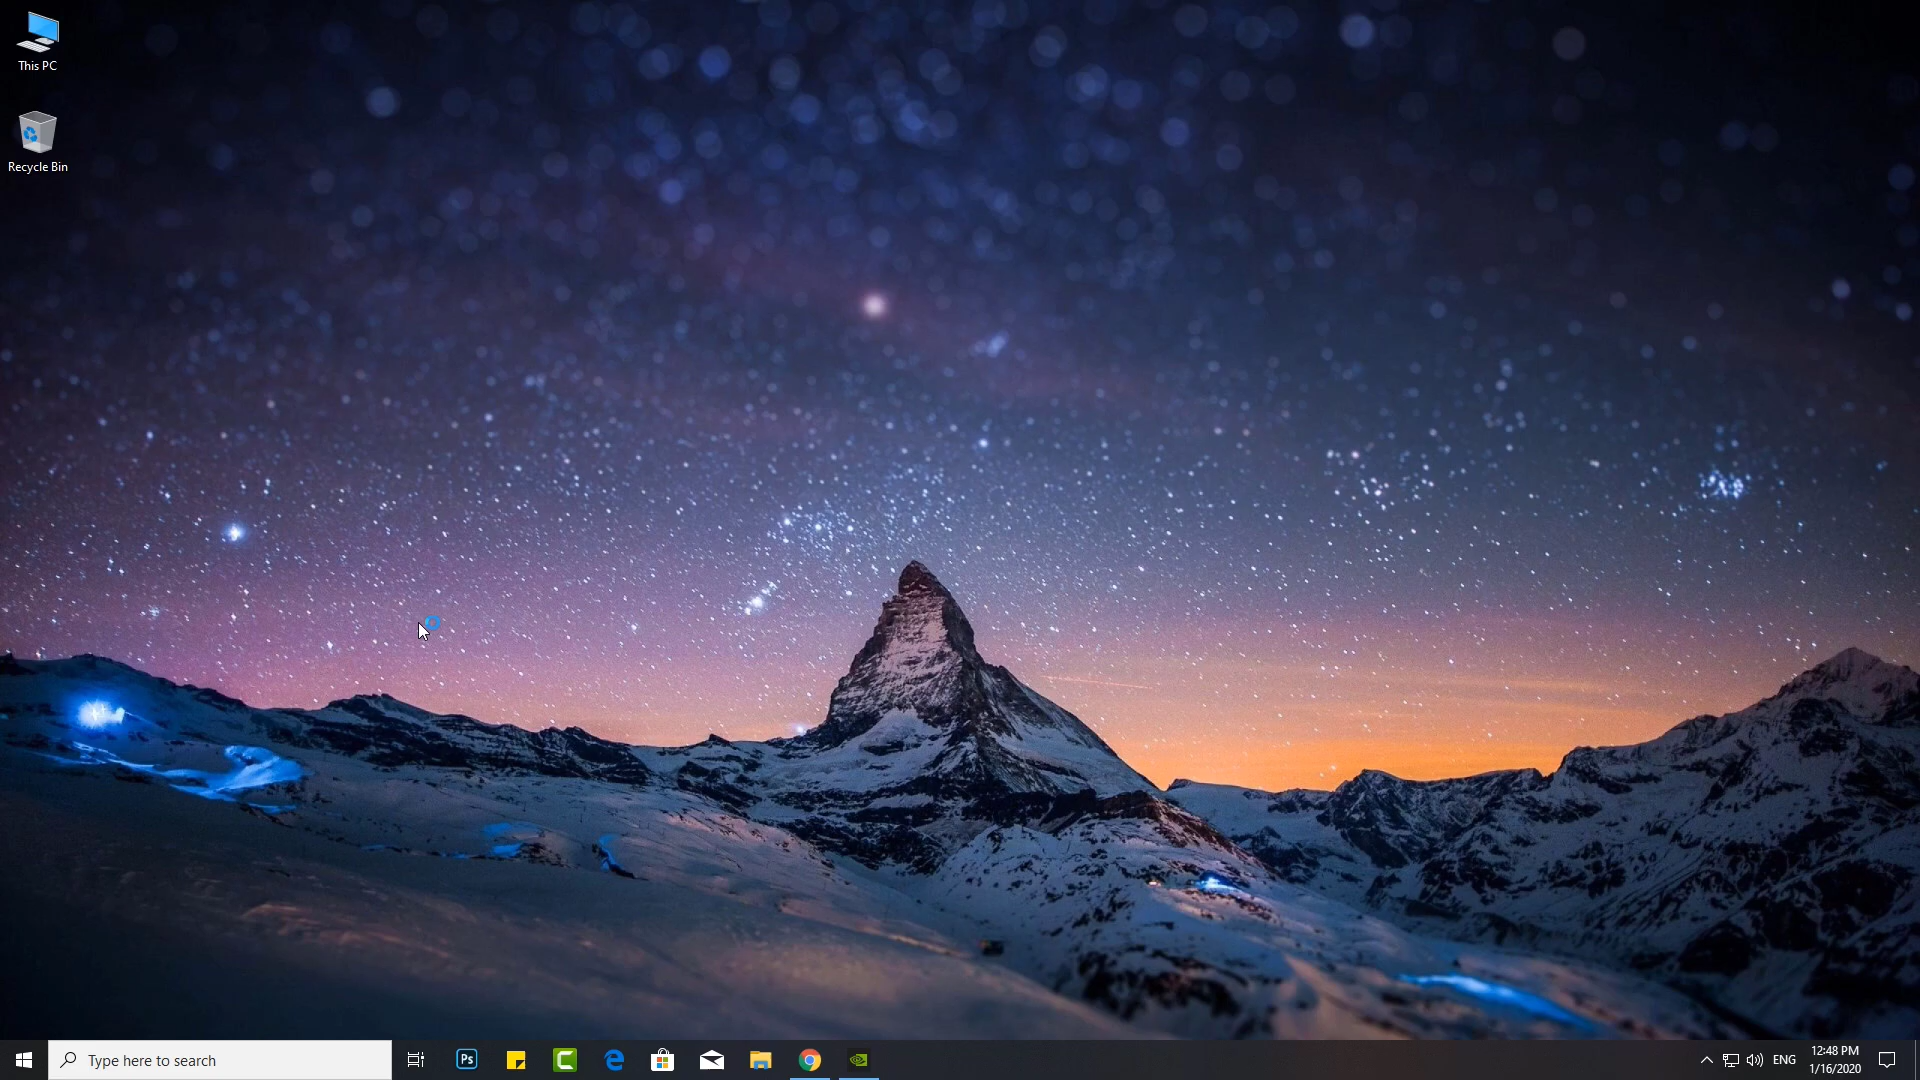 This PC
Recycle Bin
Type here to search
Ps
ENG
12:48 PM
1/16/2020